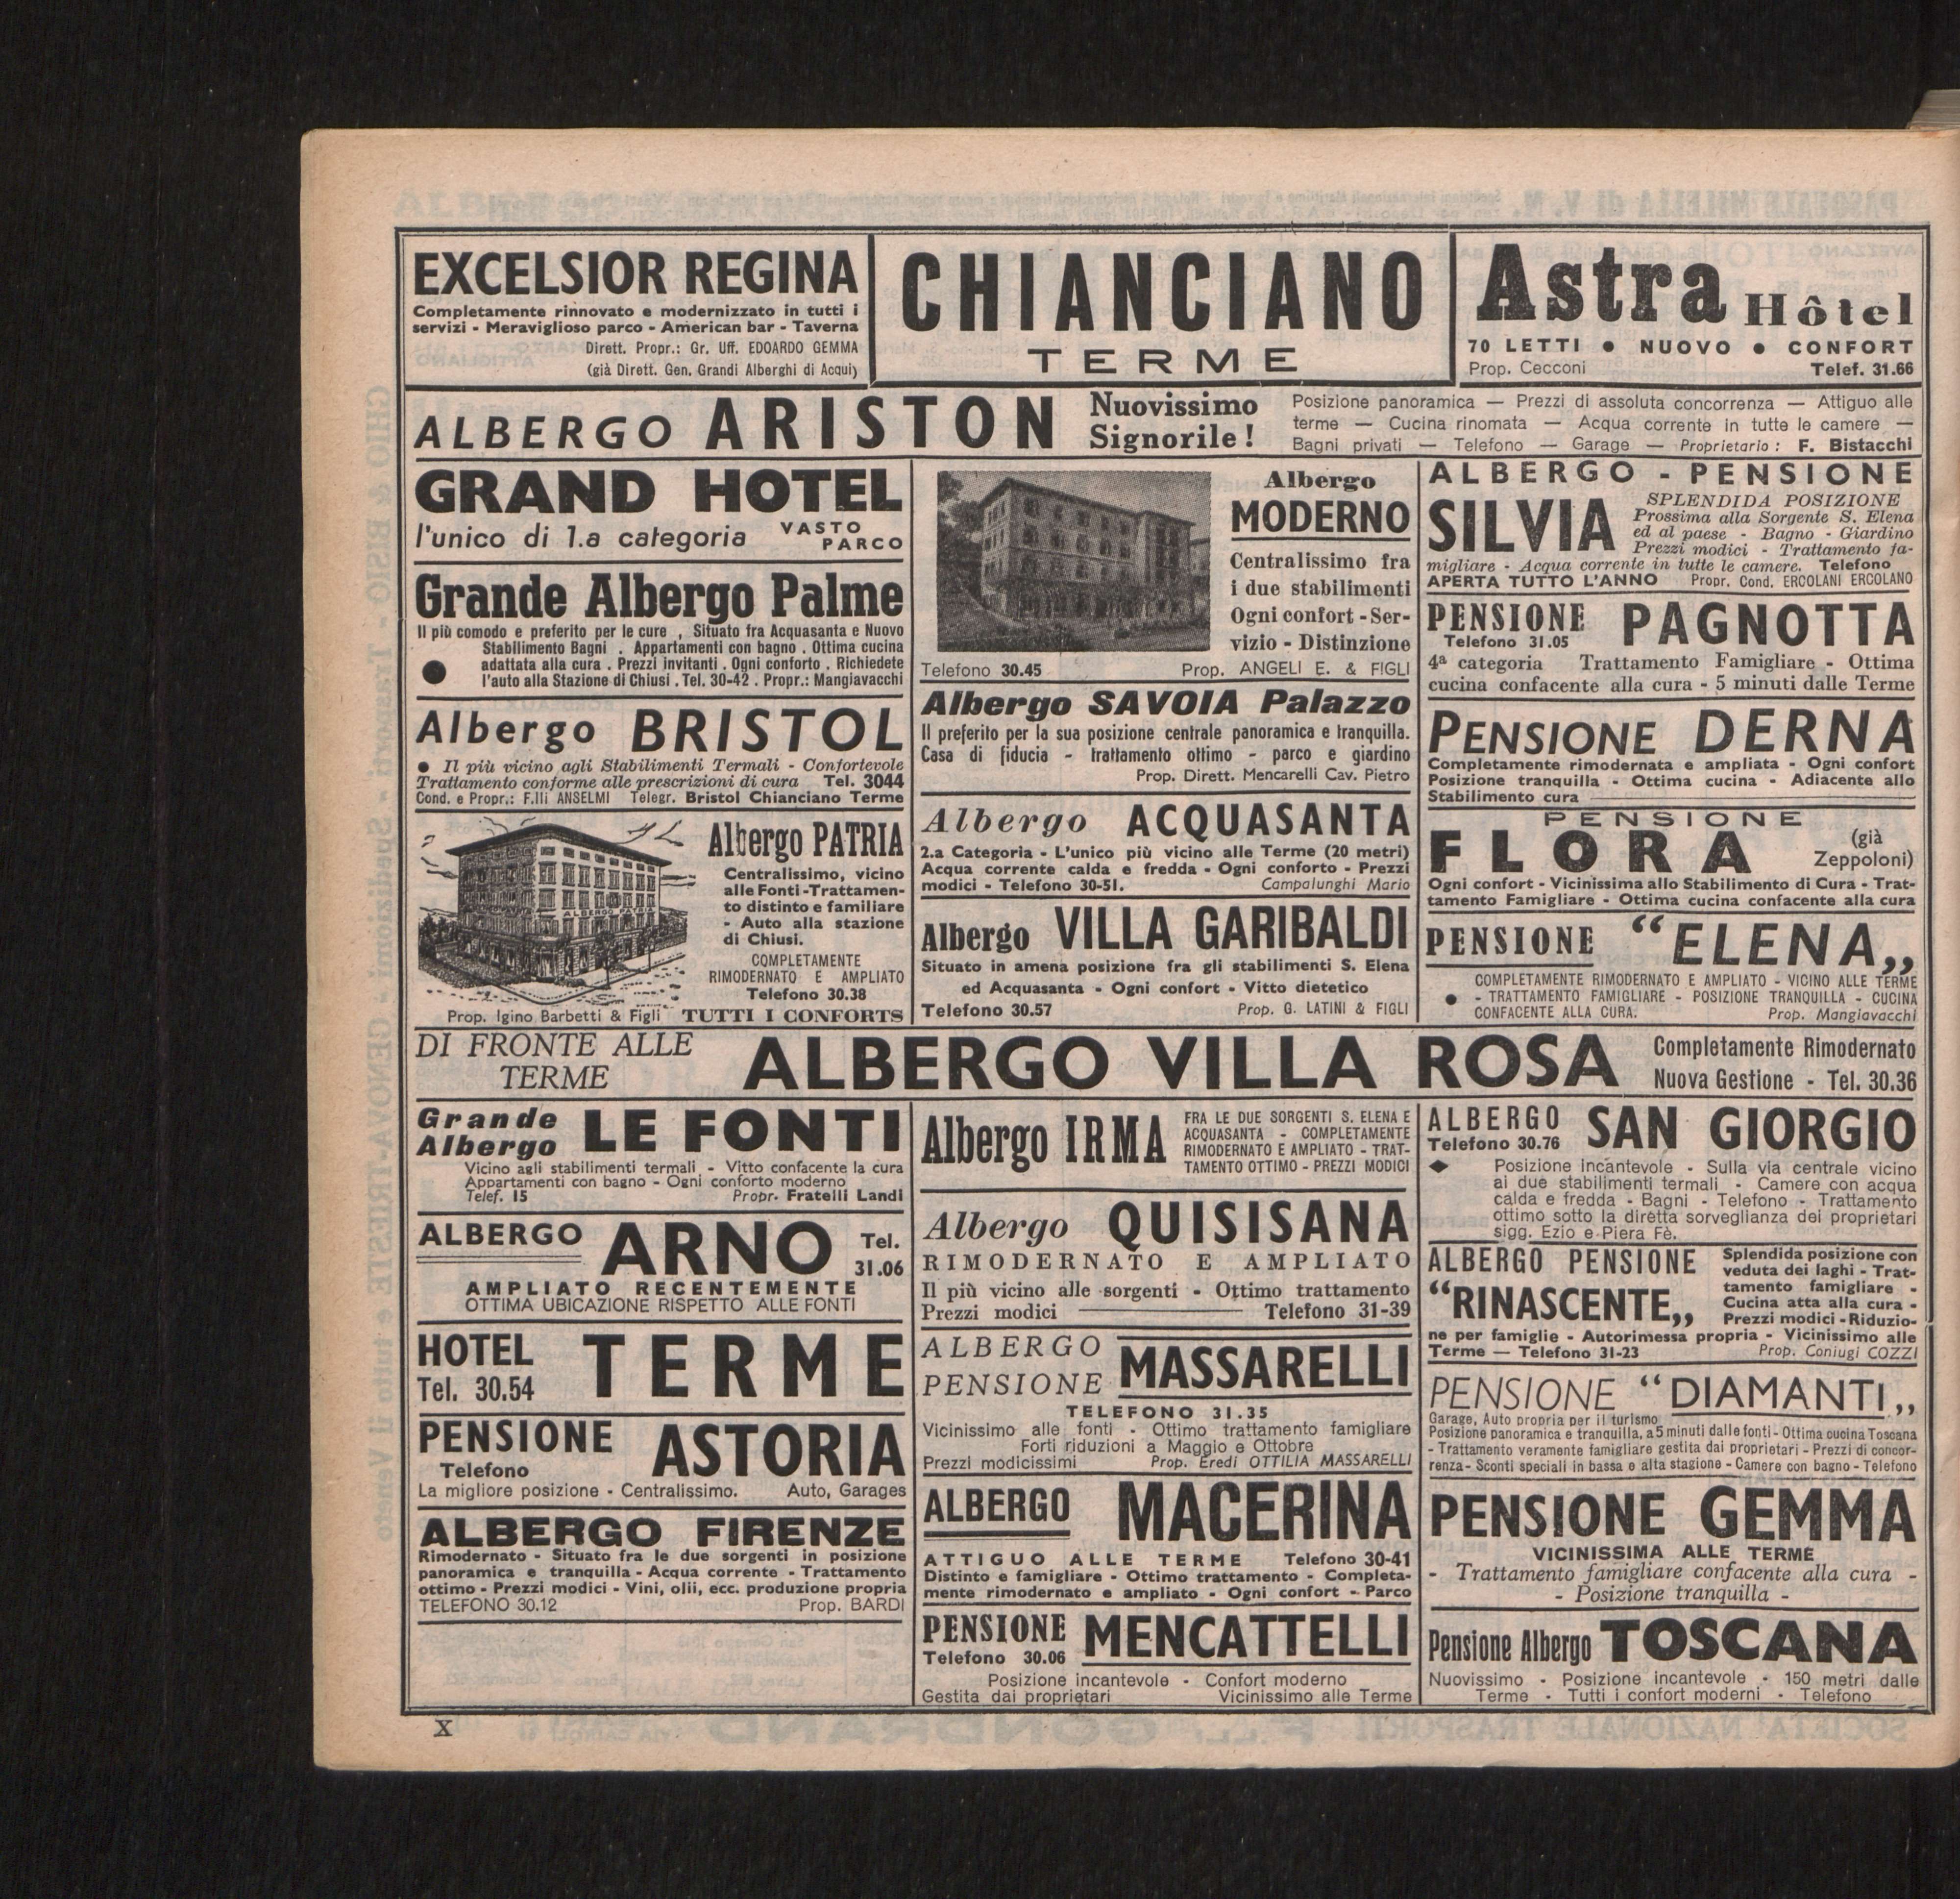 EXCELSIOR REGINA
Completamente rinnovato e modernizzato in tutti i
servizi - Meraviglioso parco - American bar - Taverna
Dirett. Propr.: Gr. Uff. EDOARDO GEMMA
(già Dirett. Gen. Grandi Alberghi di Acqui)
CHIANCIANO
TERME
Astra Hôtel
70 LETTI • NUOVO • CONFORT
Prop. Cecconi Telef. 31.66
ALBERGO ARISTON
Nuovissimo
Signorile !
Posizione panoramica — Prezzi di assoluta concorrenza — Attiguo alle
terme — Cucina rinomata — Acqua corrente in tutte le camere —
Bagni privati — Telefono — Garage — Proprietario : F. Bistacchi
GRAND HOTEL
l'unico di 1.a categoria VASTO
PARCO
Grande Albergo Palme
Il più comodo e preferito per le cure , Situato fra Acquasanta e Nuovo
Stabilimento Bagni . Appartamenti con bagno . Ottima cucina
adattata alla cura . Prezzi invitanti . Ogni conforto . Richiedete
● l'auto alla Stazione di Chiusi . Tel. 30-42 . Propr.: Mangiavacchi
Albergo BRISTOL
● Il più vicino agli Stabilimenti Termali - Confortevole
Trattamento conforme alle prescrizioni di cura Tel. 3044
Cond. e Propr.: F.lli ANSELMI Telegr. Bristol Chianciano Terme
ALBERGO PATRIA
Albergo PATRIA
Centralissimo, vicino
alle Fonti-Trattamen-
to distinto e familiare
- Auto alla stazione
di Chiusi.
COMPLETAMENTE
RIMODERNATO E AMPLIATO
Telefono 30.38
Prop. Igino Barbetti & Figli TUTTI I CONFORTS
Albergo
MODERNO
Centralissimo fra
i due stabilimenti
Ogni confort - Ser-
vizio - Distinzione
Telefono 30.45 Prop. ANGELI E. & FIGLI
Albergo SAVOIA Palazzo
Il preferito per la sua posizione centrale panoramica e tranquilla.
Casa di fiducia - trattamento ottimo - parco e giardino
Prop. Dirett. Mencarelli Cav. Pietro
Albergo ACQUASANTA
2.a Categoria - L'unico più vicino alle Terme (20 metri)
Acqua corrente calda e fredda - Ogni conforto - Prezzi
modici - Telefono 30-51. Campalunghi Mario
Albergo VILLA GARIBALDI
Situato in amena posizione fra gli stabilimenti S. Elena
ed Acquasanta - Ogni confort - Vitto dietetico
Telefono 30.57 Prop. G. LATINI & FIGLI
ALBERGO - PENSIONE
SILVIA
SPLENDIDA POSIZIONE
Prossima alla Sorgente S. Elena
ed al paese - Bagno - Giardino
Prezzi modici - Trattamento fa-
migliare - Acqua corrente in tutte le camere. Telefono
APERTA TUTTO L'ANNO Propr. Cond. ERCOLANI ERCOLANO
PENSIONE PAGNOTTA
Telefono 31.05
4ª categoria Trattamento Famigliare - Ottima
cucina confacente alla cura - 5 minuti dalle Terme
PENSIONE DERNA
Completamente rimodernata e ampliata - Ogni confort
Posizione tranquilla - Ottima cucina - Adiacente allo
Stabilimento cura
PENSIONE
FLORA (già
Zeppoloni)
Ogni confort - Vicinissima allo Stabilimento di Cura - Trat-
tamento Famigliare - Ottima cucina confacente alla cura
PENSIONE “ELENA„
COMPLETAMENTE RIMODERNATO E AMPLIATO - VICINO ALLE TERME
● - TRATTAMENTO FAMIGLIARE - POSIZIONE TRANQUILLA - CUCINA
CONFACENTE ALLA CURA. Prop. Mangiavacchi
DI FRONTE ALLE
TERME
ALBERGO VILLA ROSA
Completamente Rimodernato
Nuova Gestione - Tel. 30.36
Grande
Albergo LE FONTI
Vicino agli stabilimenti termali - Vitto confacente la cura
Appartamenti con bagno - Ogni conforto moderno
Telef. 15 Propr. Fratelli Landi
ALBERGO ARNO Tel.
31.06
AMPLIATO RECENTEMENTE
OTTIMA UBICAZIONE RISPETTO ALLE FONTI
HOTEL TERME
Tel. 30.54
PENSIONE ASTORIA
Telefono
La migliore posizione - Centralissimo. Auto, Garages
ALBERGO FIRENZE
Rimodernato - Situato fra le due sorgenti in posizione
panoramica e tranquilla - Acqua corrente - Trattamento
ottimo - Prezzi modici - Vini, olii, ecc. produzione propria
TELEFONO 30.12 Prop. BARDI
Albergo IRMA
FRA LE DUE SORGENTI S. ELENA E
ACQUASANTA - COMPLETAMENTE
RIMODERNATO E AMPLIATO - TRAT-
TAMENTO OTTIMO - PREZZI MODICI
Albergo QUISISANA
RIMODERNATO E AMPLIATO
Il più vicino alle sorgenti - Ottimo trattamento
Prezzi modici Telefono 31-39
ALBERGO
PENSIONE MASSARELLI
TELEFONO 31.35
Vicinissimo alle fonti - Ottimo trattamento famigliare
Forti riduzioni a Maggio e Ottobre
Prezzi modicissimi Prop. Eredi OTTILIA MASSARELLI
ALBERGO MACERINA
ATTIGUO ALLE TERME Telefono 30-41
Distinto e famigliare - Ottimo trattamento - Completa-
mente rimodernato e ampliato - Ogni confort - Parco
PENSIONE MENCATTELLI
Telefono 30.06
Posizione incantevole - Confort moderno
Gestita dai proprietari Vicinissimo alle Terme
ALBERGO SAN GIORGIO
Telefono 30.76
◆ Posizione incantevole - Sulla via centrale vicino
ai due stabilimenti termali - Camere con acqua
calda e fredda - Bagni - Telefono - Trattamento
ottimo sotto la diretta sorveglianza dei proprietari
sigg. Ezio e Piera Fè.
ALBERGO PENSIONE
“RINASCENTE„
Splendida posizione con
veduta dei laghi - Trat-
tamento famigliare -
Cucina atta alla cura -
Prezzi modici - Riduzio-
ne per famiglie - Autorimessa propria - Vicinissimo alle
Terme — Telefono 31-23 Prop. Coniugi COZZI
PENSIONE “DIAMANTI„
Garage, Auto propria per il turismo
Posizione panoramica e tranquilla, a 5 minuti dalle fonti - Ottima cucina Toscana
- Trattamento veramente famigliare gestita dai proprietari - Prezzi di concor-
renza - Sconti speciali in bassa e alta stagione - Camere con bagno - Telefono
PENSIONE GEMMA
VICINISSIMA ALLE TERME
- Trattamento famigliare confacente alla cura -
- Posizione tranquilla -
Pensione Albergo TOSCANA
Nuovissimo - Posizione incantevole - 150 metri dalle
Terme - Tutti i confort moderni - Telefono
X